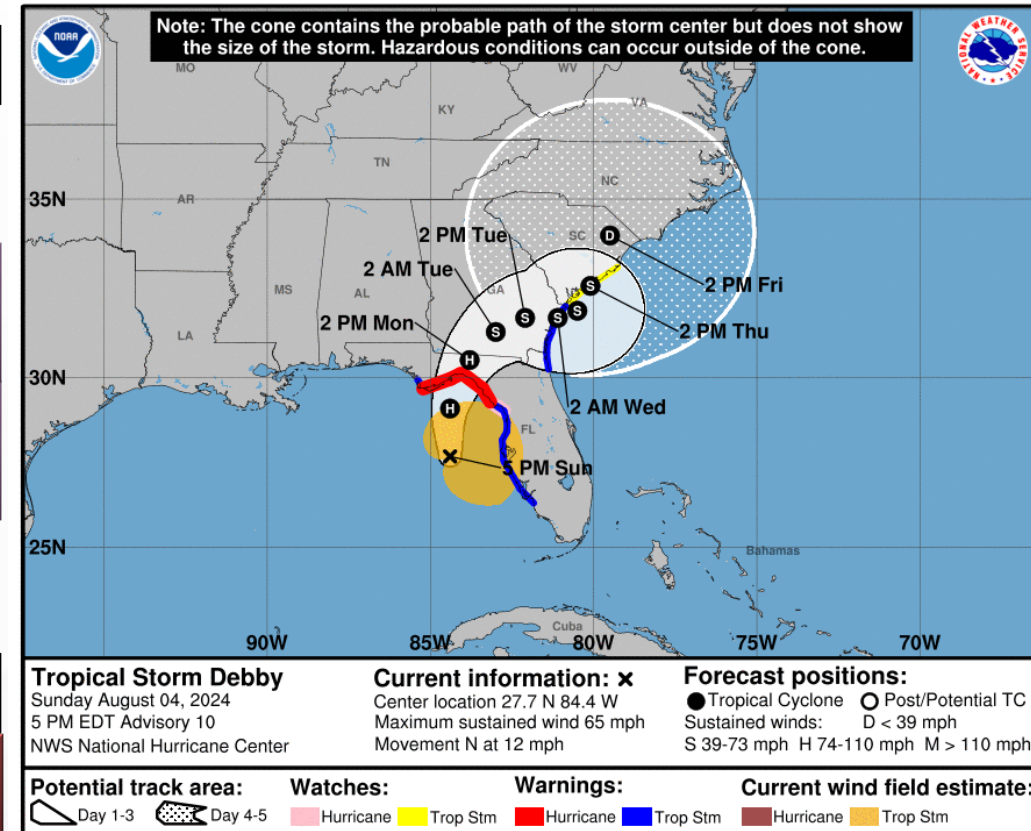 Note: The cone contains the probable path of the storm center but does not show
the size of the storm. Hazardous conditions can occur outside of the cone.
NOAA
NATIONAL WEATHER SERVICE
MO
WV
KY
VA
TN
NC
35N
AR
2 PM Tue
SC
2 AM Tue
2 PM Fri
MS
AL
GA
2 PM Mon
2 PM Thu
LA
30N
2 AM Wed
FL
5 PM Sun
25N
Bahamas
Cuba
90W
85W
80W
75W
70W
D
S
S
S
S
S
H
H
Tropical Storm Debby
Sunday August 04, 2024
5 PM EDT Advisory 10
NWS National Hurricane Center
Current information: x
Center location 27.7 N 84.4 W
Maximum sustained wind 65 mph
Movement N at 12 mph
Forecast positions:
Tropical Cyclone Post/Potential TC
Sustained winds: D < 39 mph
S 39-73 mph H 74-110 mph M > 110 mph
Potential track area:
Day 1-3 Day 4-5
Watches:
Hurricane Trop Stm
Warnings:
Hurricane Trop Stm
Current wind field estimate:
Hurricane Trop Stm